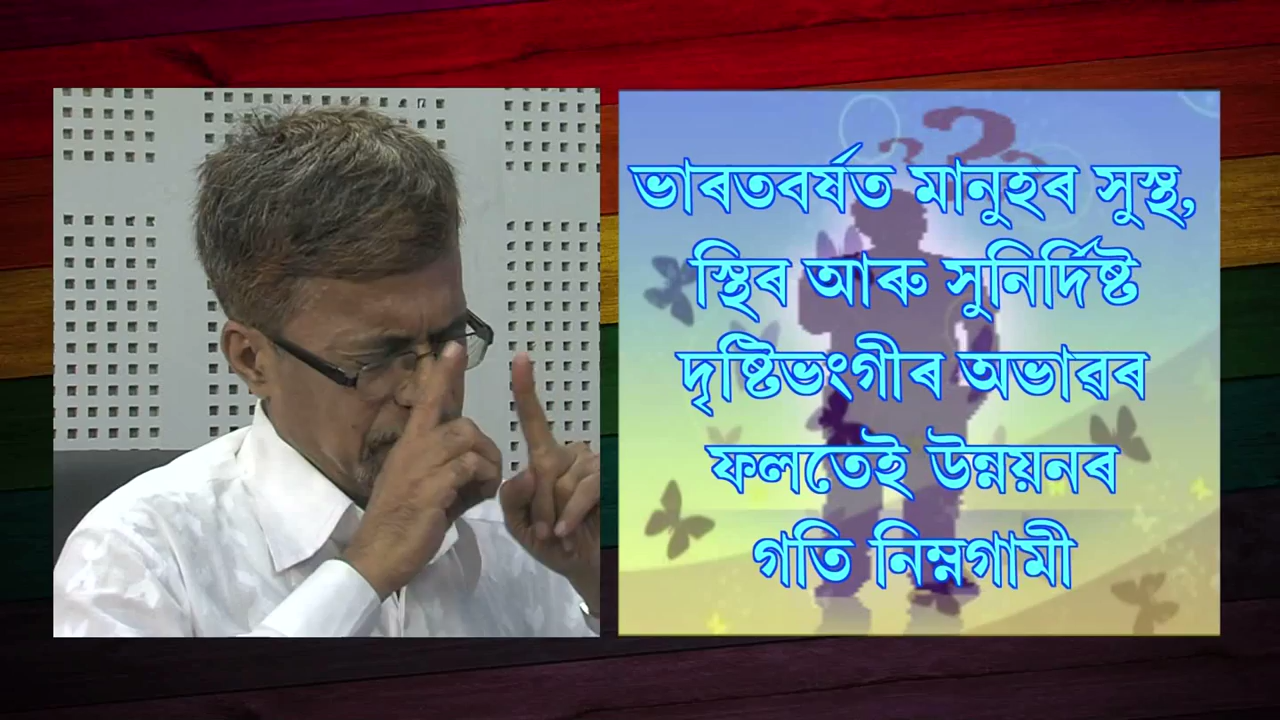 ভাৰতবৰ্ষত মানুহৰ সুস্থ,
স্থিৰ আৰু সুনিৰ্দিষ্ট
দৃষ্টিভংগীৰ অভাৱৰ
ফলতেই উন্নয়নৰ
গতি নিম্নগামী